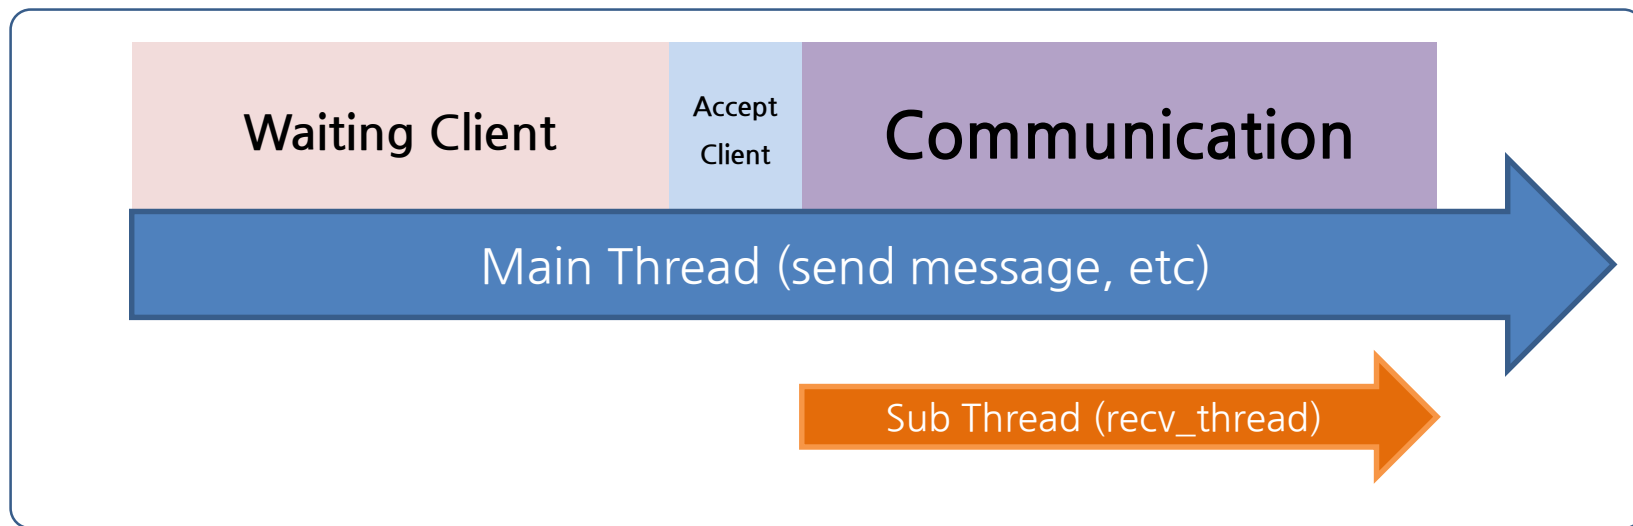 Waiting Client
Accept
Client
Communication
Main Thread (send message, etc)
Sub Thread (recv_thread)